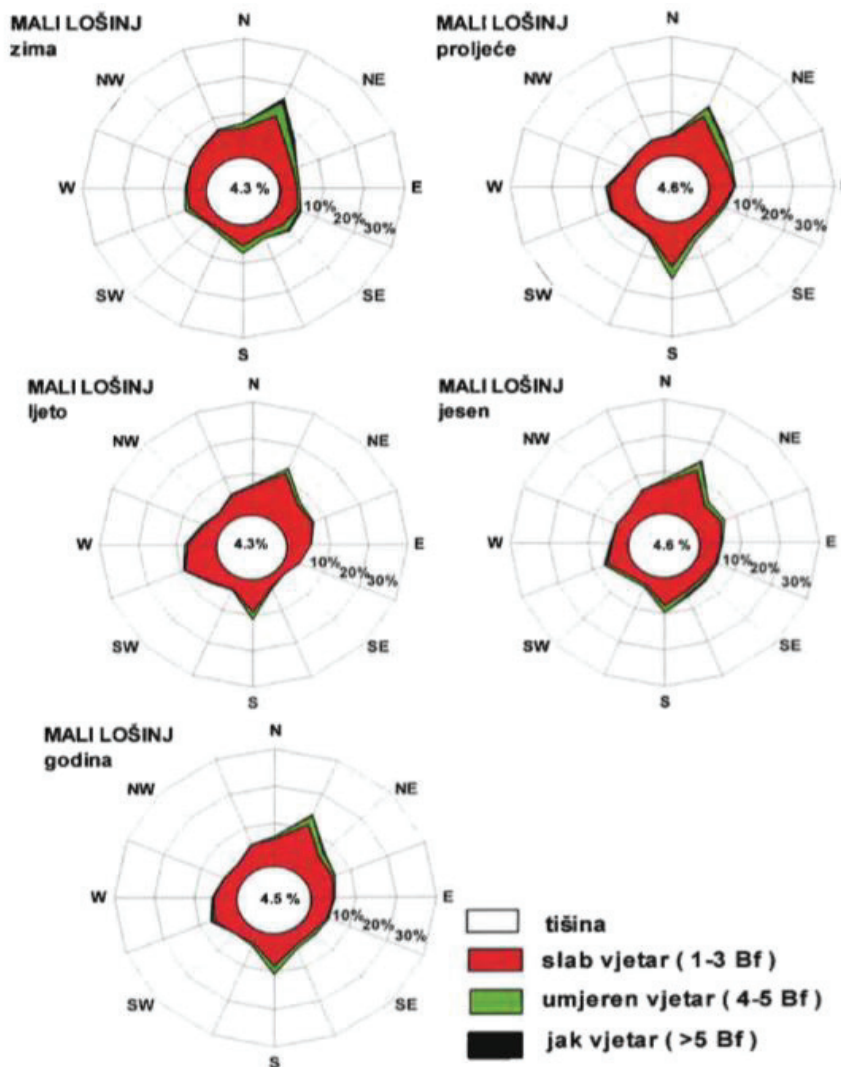 MALI LOŠINJ
zima
N
NW
NE
W
4.3 %
E
10%
20%
30%
SW
SE
S
MALI LOŠINJ
proljeće
N
NW
NE
W
4.6%
10%
20%
30%
SW
SE
S
MALI LOŠINJ
ljeto
N
NW
NE
W
4.3%
E
10%
20%
30%
SW
SE
S
MALI LOŠINJ
jesen
N
NW
NE
W
4.6 %
E
10%
20%
30%
SW
SE
S
MALI LOŠINJ
godina
N
NW
NE
W
4.5 %
E
10%
20%
30%
SW
SE
S
tišina
slab vjetar ( 1-3 Bf )
umjeren vjetar ( 4-5 Bf )
jak vjetar ( >5 Bf )